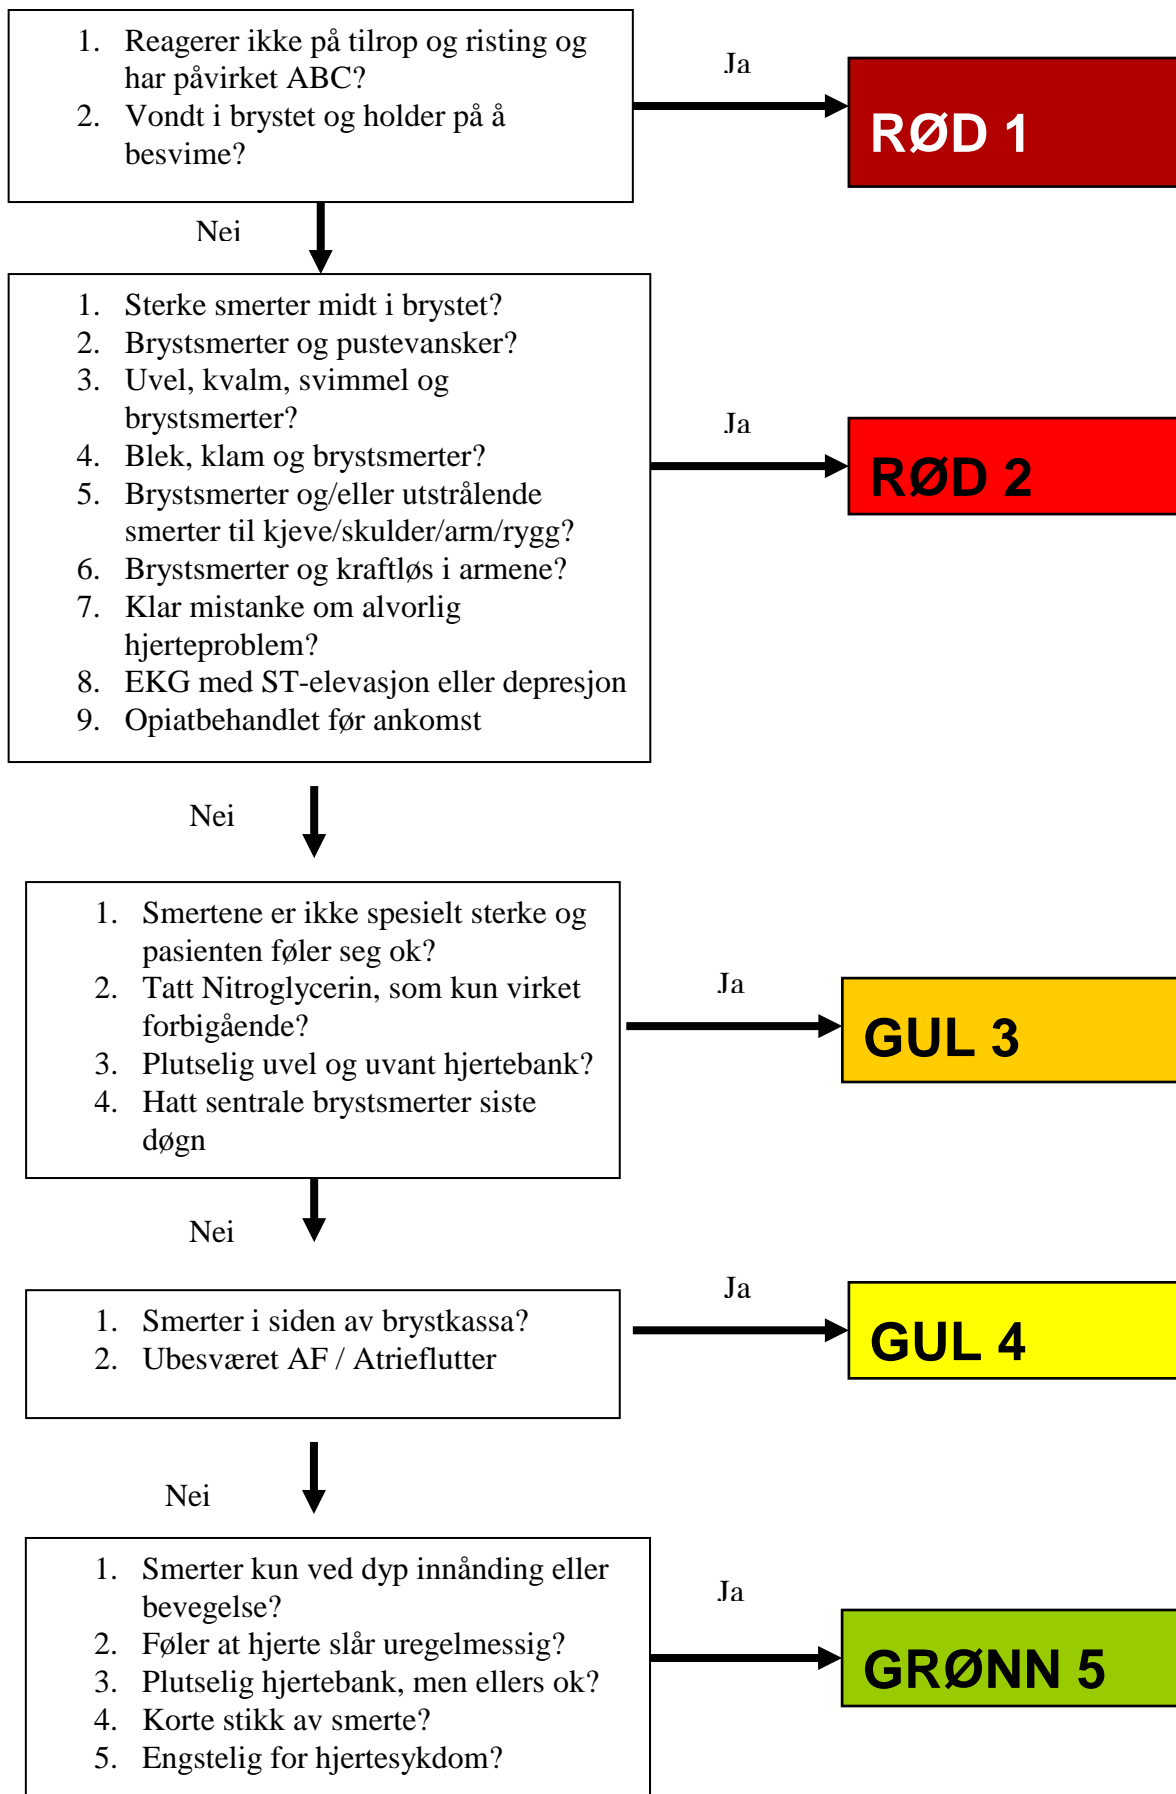 1. Reagerer ikke på tilrop og risting og
har påvirket ABC?
2. Vondt i brystet og holder på å
besvime?
Ja
RØD 1
Nei
1. Sterke smerter midt i brystet?
2. Brystsmerter og pustevansker?
3. Uvel, kvalm, svimmel og
brystsmerter?
4. Blek, klam og brystsmerter?
5. Brystsmerter og/eller utstrålende
smerter til kjeve/skulder/arm/rygg?
6. Brystsmerter og kraftløs i armene?
7. Klar mistanke om alvorlig
hjerteproblem?
8. EKG med ST-elevasjon eller depresjon
9. Opiatbehandlet før ankomst
Ja
RØD 2
Nei
1. Smertene er ikke spesielt sterke og
pasienten føler seg ok?
2. Tatt Nitroglycerin, som kun virket
forbigående?
3. Plutselig uvel og uvant hjertebank?
4. Hatt sentrale brystsmerter siste
døgn
Ja
GUL 3
Nei
1. Smerter i siden av brystkassa?
2. Ubesværet AF / Atrieflutter
Ja
GUL 4
Nei
1. Smerter kun ved dyp innånding eller
bevegelse?
2. Føler at hjerte slår uregelmessig?
3. Plutselig hjertebank, men ellers ok?
4. Korte stikk av smerte?
5. Engstelig for hjertesykdom?
Ja
GRØNN 5